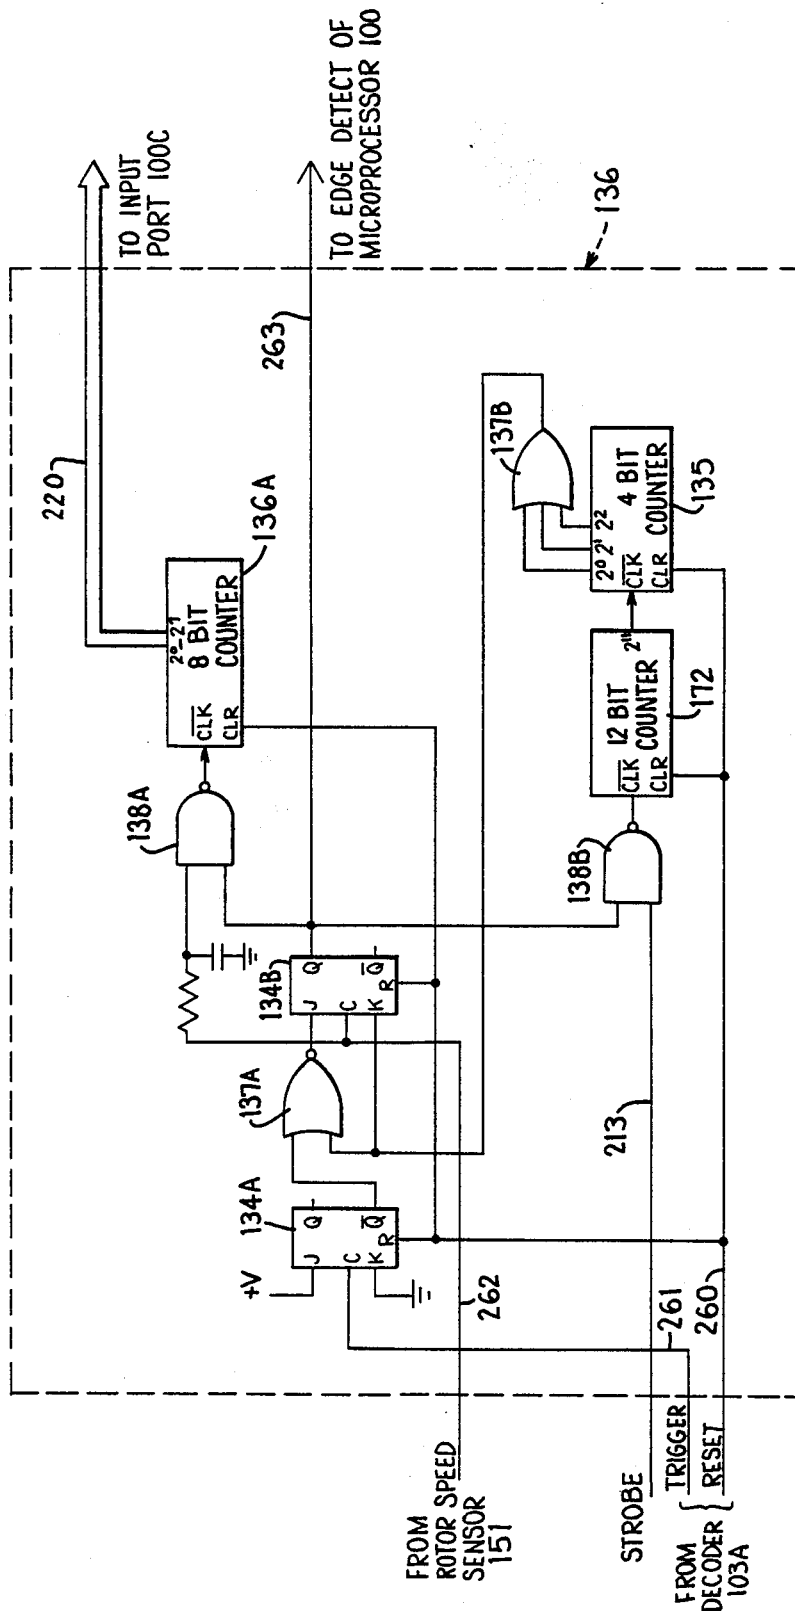 TO INPUT
PORT 100C
TO EDGE DETECT OF
MICROPROCESSOR 100
220
263
136
136A
2⁰-2⁷
8 BIT
COUNTER
CLK
CLR
138A
137B
2⁰ 2¹ 2²
4 BIT
COUNTER
CLK
CLR
135
2¹¹
12 BIT
COUNTER
CLK
CLR
172
138B
134B
J
C
K
Q
Q
R
137A
134A
+V
J
C
K
Q
Q
R
213
262
261
260
FROM
ROTOR SPEED
SENSOR
151
STROBE
TRIGGER
RESET
FROM
DECODER
103A